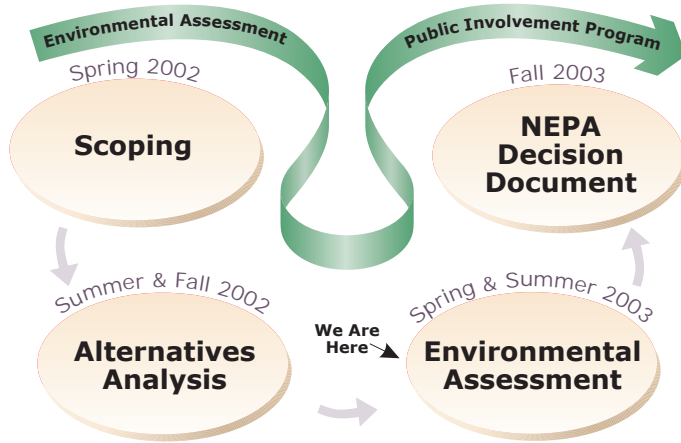 Environmental Assessment
Public Involvement Program
Spring 2002
Scoping
Summer & Fall 2002
Alternatives
Analysis
We Are
Here
Spring & Summer 2003
Environmental
Assessment
Fall 2003
NEPA
Decision
Document